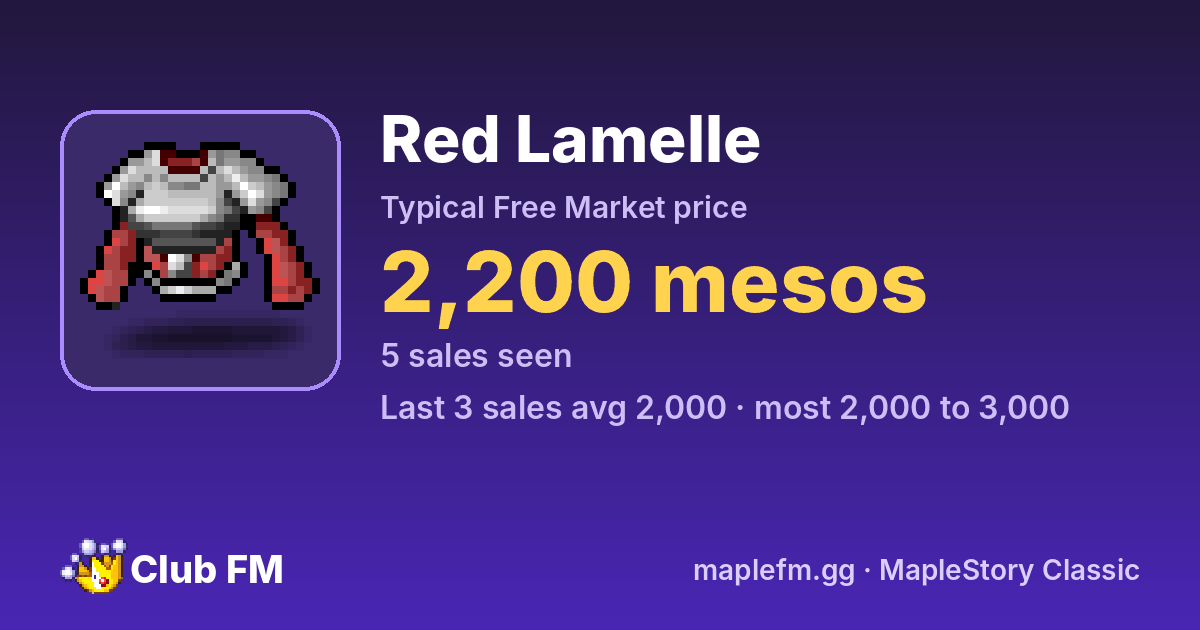 Red Lamelle
Typical Free Market price
2,200 mesos
5 sales seen
Last 3 sales avg 2,000 · most 2,000 to 3,000
Club FM
maplefm.gg · MapleStory Classic